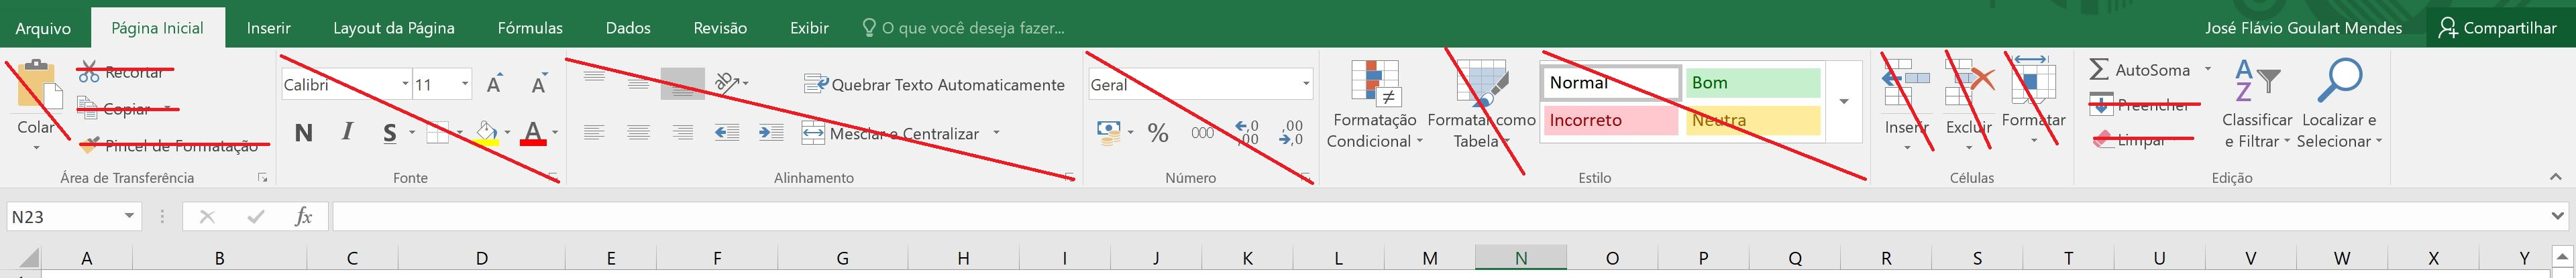 Arquivo Página Inicial Inserir Layout da Página Fórmulas Dados Revisão Exibir O que você deseja fazer... José Flávio Goulart Mendes Compartilhar
Colar
Recortar
Copiar
Pincel de Formatação
Área de Transferência
Calibri 11 A A
N I S A
Fonte
Quebrar Texto Automaticamente
Mesclar e Centralizar
Alinhamento
Geral
% 000 ,0 ,00 ,00 ,0
Número
Formatação Condicional
Formatar como Tabela
Normal Bom
Incorreto Neutra
Estilo
Inserir Excluir Formatar
Células
Σ AutoSoma
Preencher
Limpar
AZ Classificar e Filtrar
Localizar e Selecionar
Edição
N23 fx
A B C D E F G H I J K L M N O P Q R S T U V W X Y